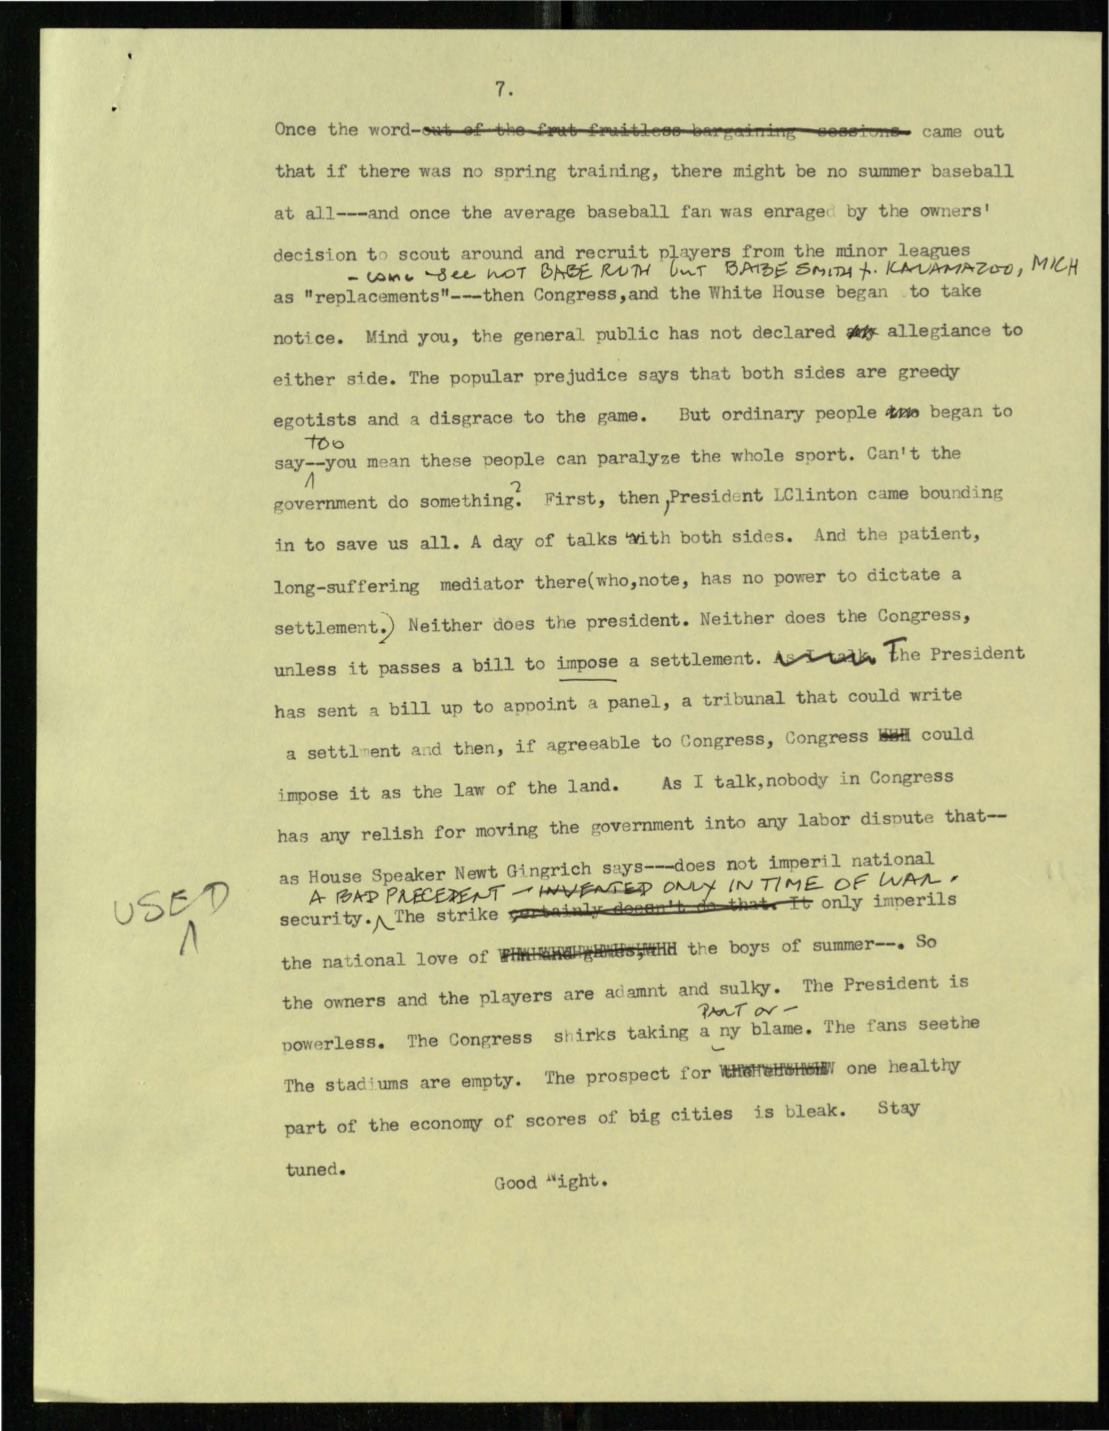 7.
Once the word-out of the frut fruitless bargaining sessions came out
that if there was no spring training, there might be no summer baseball
at all---and once the average baseball fan was enraged by the owners'
decision to scout around and recruit players from the minor leagues
- come see NOT BABE RUTH but BABE SMITH f. KALAMAZOO, MICH
as "replacements"---then Congress,and the White House began to take
notice. Mind you, the general public has not declared allegiance to
either side. The popular prejudice says that both sides are greedy
egotists and a disgrace to the game. But ordinary people began to
too
say--you mean these people can paralyze the whole sport. Can't the
government do something? First, then, President LClinton came bounding
in to save us all. A day of talks with both sides. And the patient,
long-suffering mediator there(who,note, has no power to dictate a
settlement.) Neither does the president. Neither does the Congress,
unless it passes a bill to impose a settlement. As I talk, The President
has sent a bill up to appoint a panel, a tribunal that could write
a settlment and then, if agreeable to Congress, Congress could
impose it as the law of the land. As I talk,nobody in Congress
has any relish for moving the government into any labor dispute that--
as House Speaker Newt Gingrich says---does not imperil national
A BAD PRECEDENT - INVENTED ONLY IN TIME OF WAR.
USED
security. The strike certainly doesn't do that. It only imperils
the national love of the boys of summer--. So
the owners and the players are adamnt and sulky. The President is
PART or -
powerless. The Congress shirks taking a ny blame. The fans seethe
The stadiums are empty. The prospect for one healthy
part of the economy of scores of big cities is bleak. Stay
tuned.
Good Night.